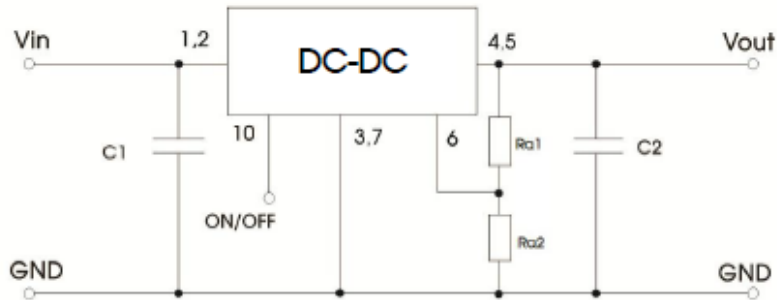 Vin
1,2
DC-DC
4,5
Vout
10
3,7
6
Ra1
C1
C2
ON/OFF
Ra2
GND
GND